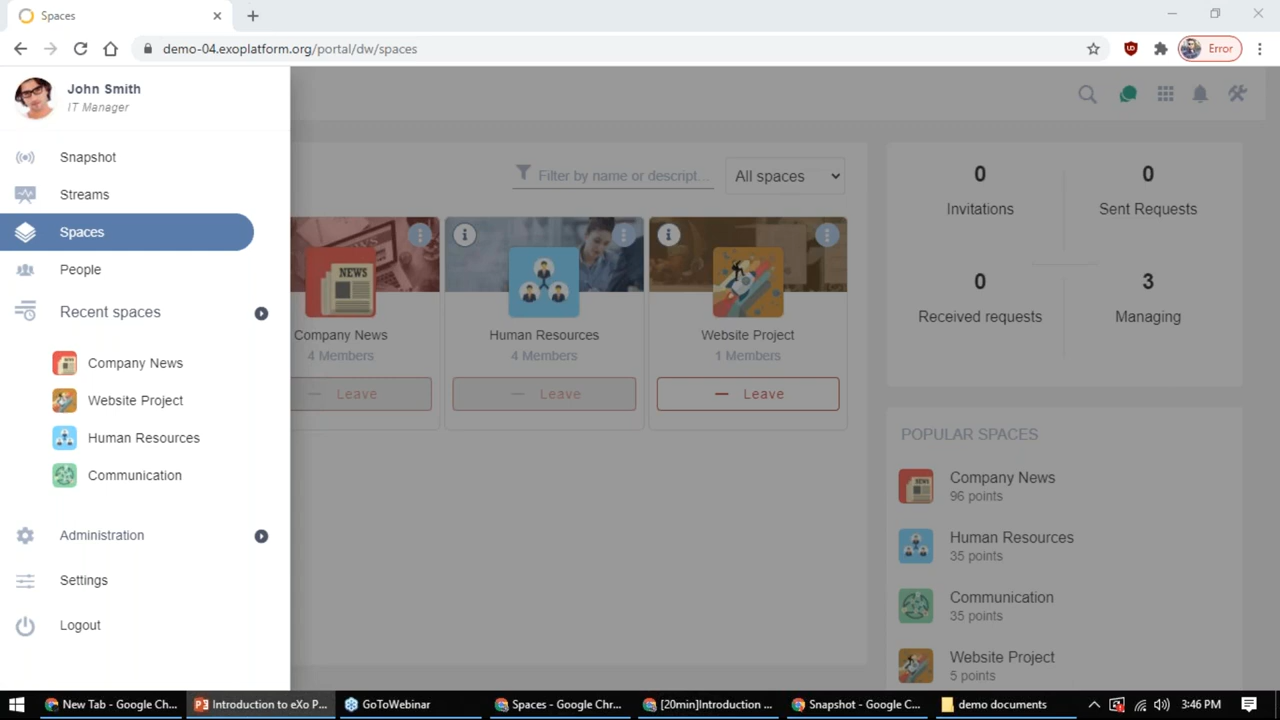 Spaces
demo-04.exoplatform.org/portal/dw/spaces
Error
John Smith
IT Manager
Snapshot
Streams
Spaces
People
Recent spaces
Company News
Website Project
Human Resources
Communication
Administration
Settings
Logout
Filter by name or descript...
All spaces
NEWS
Company News
4 Members
Leave
Human Resources
4 Members
Leave
Website Project
1 Members
Leave
0
Invitations
0
Sent Requests
0
Received requests
3
Managing
POPULAR SPACES
Company News
96 points
Human Resources
35 points
Communication
35 points
Website Project
5 points
New Tab - Google Ch...
Introduction to eXo P...
GoToWebinar
Spaces - Google Chr...
[20min]Introduction ...
Snapshot - Google C...
demo documents
3:46 PM